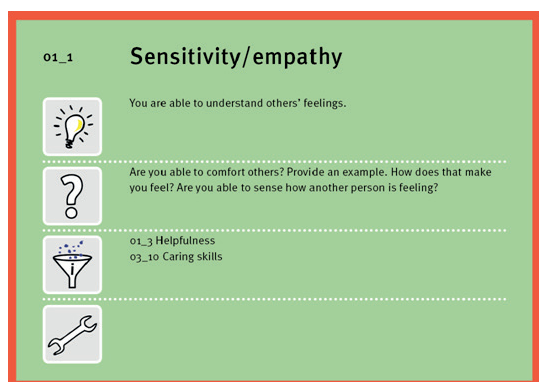 01_1
Sensitivity/empathy
You are able to understand others' feelings.
Are you able to comfort others? Provide an example. How does that make
you feel? Are you able to sense how another person is feeling?
01_3 Helpfulness
03_10 Caring skills
i